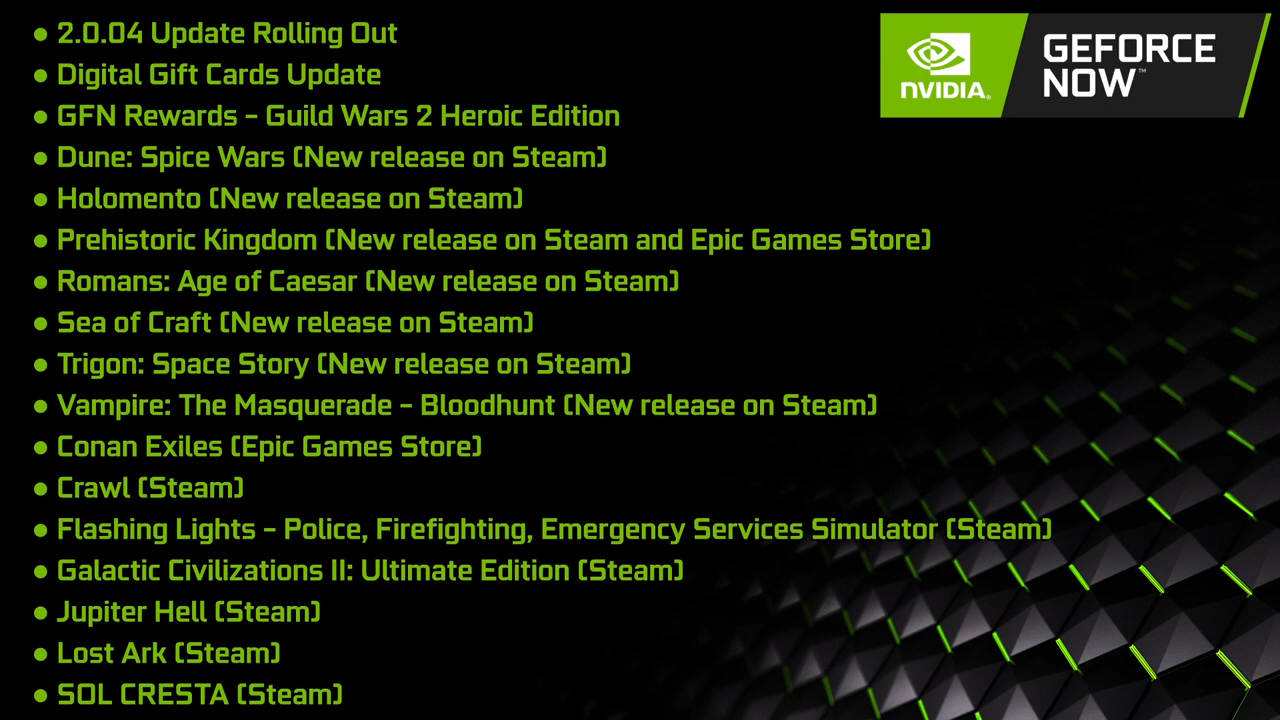 ● 2.0.04 Update Rolling Out
● Digital Gift Cards Update
● GFN Rewards - Guild Wars 2 Heroic Edition
● Dune: Spice Wars (New release on Steam)
● Holomento (New release on Steam)
● Prehistoric Kingdom (New release on Steam and Epic Games Store)
● Romans: Age of Caesar (New release on Steam)
● Sea of Craft (New release on Steam)
● Trigon: Space Story (New release on Steam)
● Vampire: The Masquerade - Bloodhunt (New release on Steam)
● Conan Exiles (Epic Games Store)
● Crawl (Steam)
● Flashing Lights - Police, Firefighting, Emergency Services Simulator (Steam)
● Galactic Civilizations II: Ultimate Edition (Steam)
● Jupiter Hell (Steam)
● Lost Ark (Steam)
● SOL CRESTA (Steam)
NVIDIA.
GEFORCE
NOW™